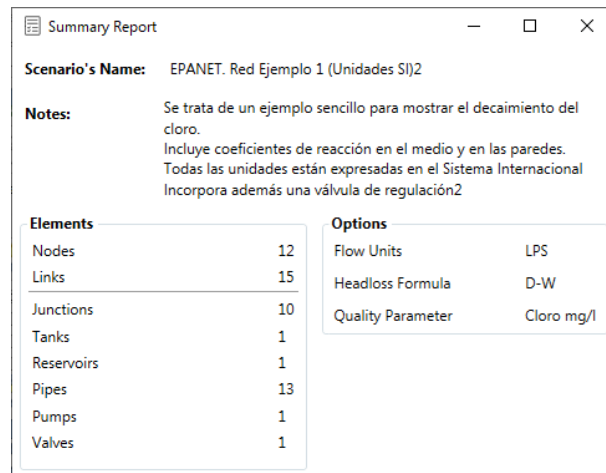 Summary Report
Scenario's Name: EPANET. Red Ejemplo 1 (Unidades SI)2
Notes: Se trata de un ejemplo sencillo para mostrar el decaimiento del
cloro.
Incluye coeficientes de reacción en el medio y en las paredes.
Todas las unidades están expresadas en el Sistema Internacional
Incorpora además una válvula de regulación2
Elements
Nodes 12
Links 15
Junctions 10
Tanks 1
Reservoirs 1
Pipes 13
Pumps 1
Valves 1
Options
Flow Units LPS
Headloss Formula D-W
Quality Parameter Cloro mg/l